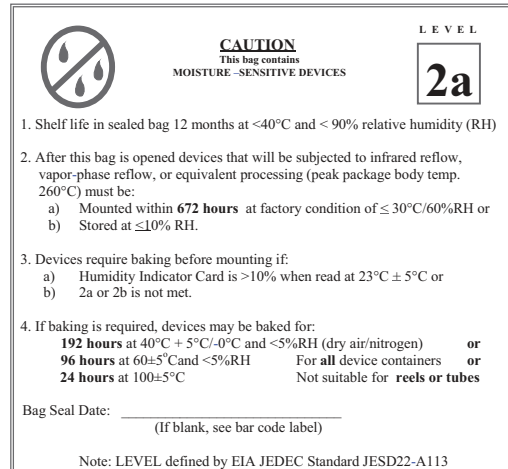 LEVEL
CAUTION
This bag contains
MOISTURE –SENSITIVE DEVICES
2a
1. Shelf life in sealed bag 12 months at <40°C and < 90% relative humidity (RH)
2. After this bag is opened devices that will be subjected to infrared reflow,
vapor-phase reflow, or equivalent processing (peak package body temp.
260°C) must be:
a) Mounted within 672 hours at factory condition of ≤ 30°C/60%RH or
b) Stored at ≤10% RH.
3. Devices require baking before mounting if:
a) Humidity Indicator Card is >10% when read at 23°C ± 5°C or
b) 2a or 2b is not met.
4. If baking is required, devices may be baked for:
192 hours at 40°C + 5°C/-0°C and <5%RH (dry air/nitrogen) or
96 hours at 60±5°Cand <5%RH For all device containers or
24 hours at 100±5°C Not suitable for reels or tubes
Bag Seal Date: ______________________________
(If blank, see bar code label)
Note: LEVEL defined by EIA JEDEC Standard JESD22-A113